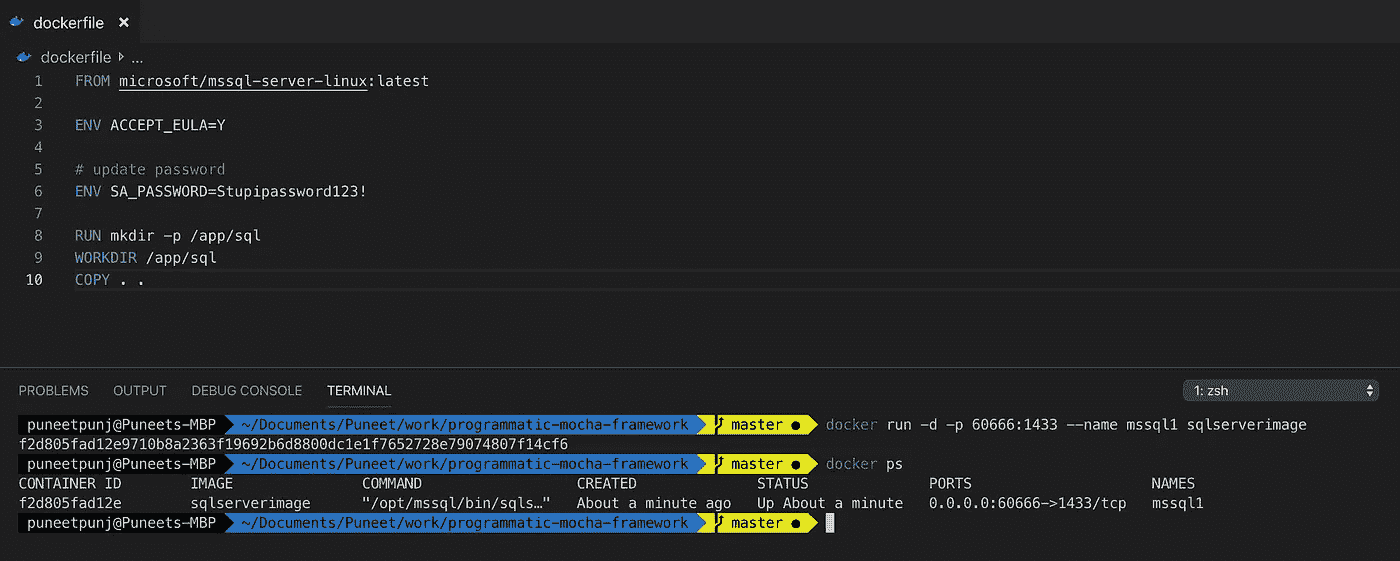 dockerfile ×
dockerfile ▸ ...
1 FROM microsoft/mssql-server-linux:latest
2
3 ENV ACCEPT_EULA=Y
4
5 # update password
6 ENV SA_PASSWORD=Stupipassword123!
7
8 RUN mkdir -p /app/sql
9 WORKDIR /app/sql
10 COPY . .
PROBLEMS OUTPUT DEBUG CONSOLE TERMINAL 1: zsh
puneetpunj@Puneets-MBP ~/Documents/Puneet/work/programmatic-mocha-framework master ● docker run -d -p 60666:1433 --name mssql1 sqlserverimage
f2d805fad12e9710b8a2363f19692b6d8800dc1e1f7652728e79074807f14cf6
puneetpunj@Puneets-MBP ~/Documents/Puneet/work/programmatic-mocha-framework master ● docker ps
CONTAINER ID IMAGE COMMAND CREATED STATUS PORTS NAMES
f2d805fad12e sqlserverimage "/opt/mssql/bin/sqls…" About a minute ago Up About a minute 0.0.0.0:60666->1433/tcp mssql1
puneetpunj@Puneets-MBP ~/Documents/Puneet/work/programmatic-mocha-framework master ●